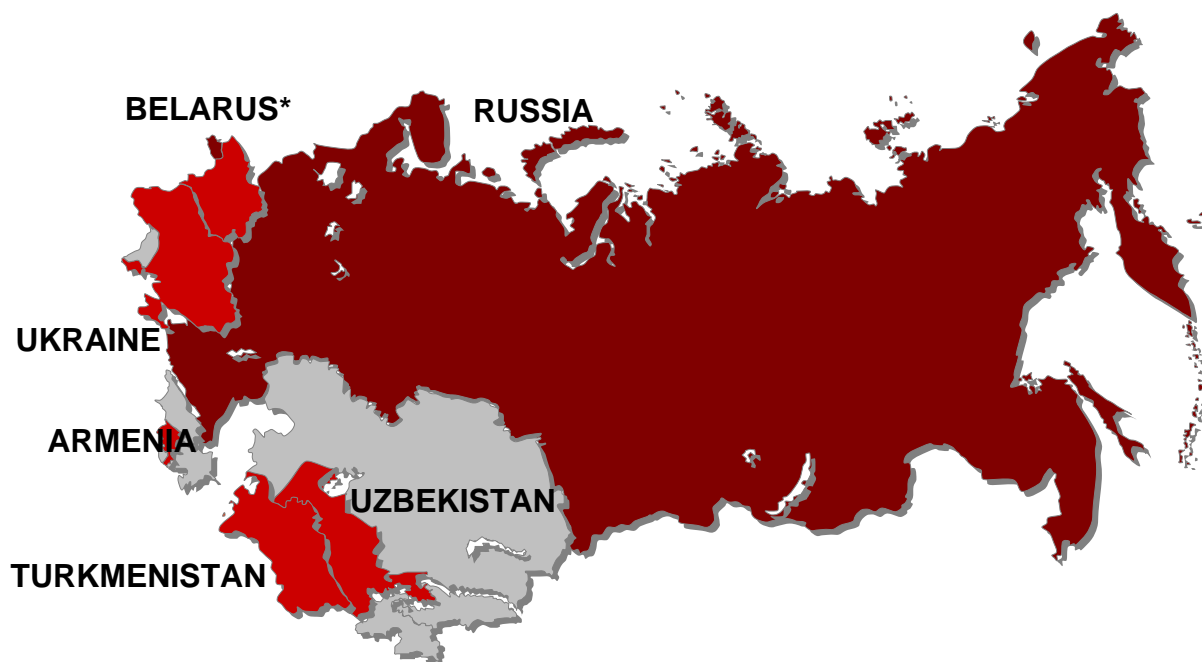 BELARUS*
RUSSIA
UKRAINE
ARMENIA
UZBEKISTAN
TURKMENISTAN